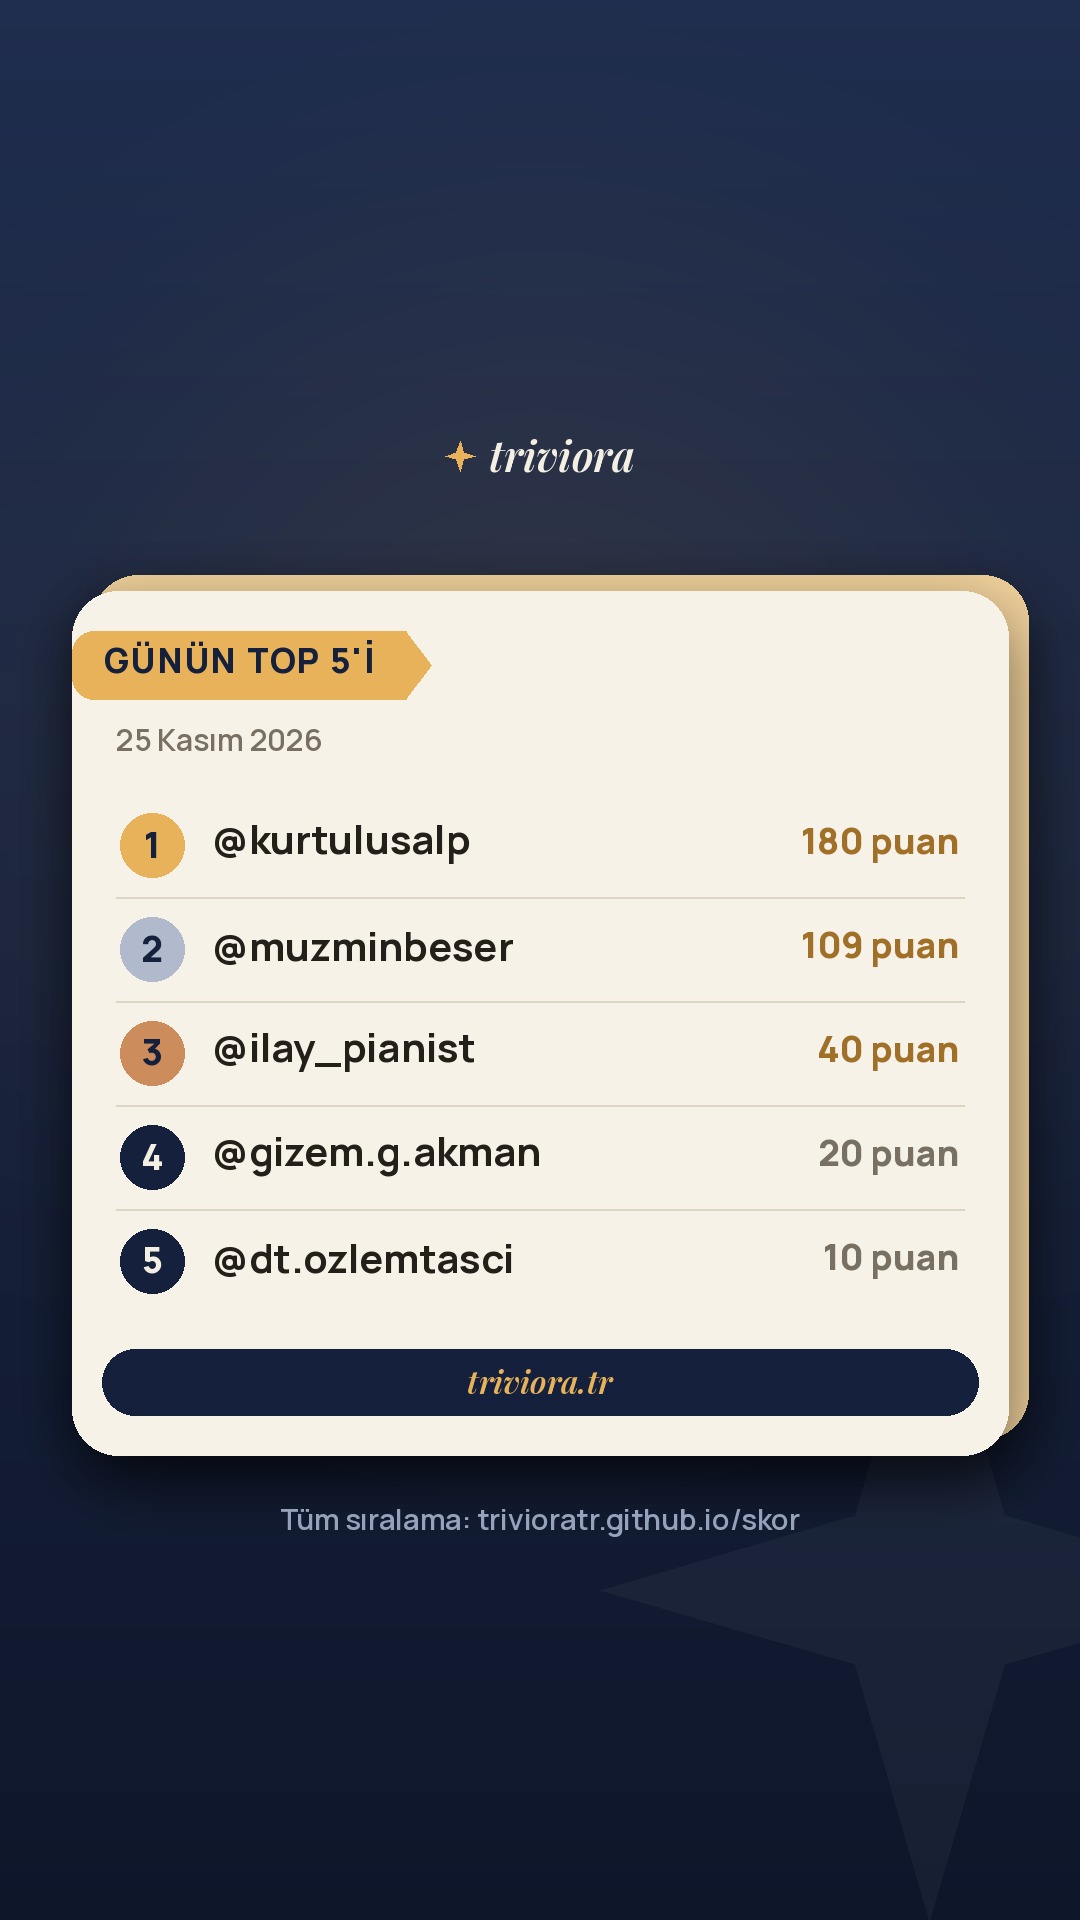 triviora
GÜNÜN TOP 5'İ
25 Kasım 2026
1 @kurtulusalp 180 puan
2 @muzminbeser 109 puan
3 @ilay_pianist 40 puan
4 @gizem.g.akman 20 puan
5 @dt.ozlemtasci 10 puan
triviora.tr
Tüm sıralama: trivioratr.github.io/skor